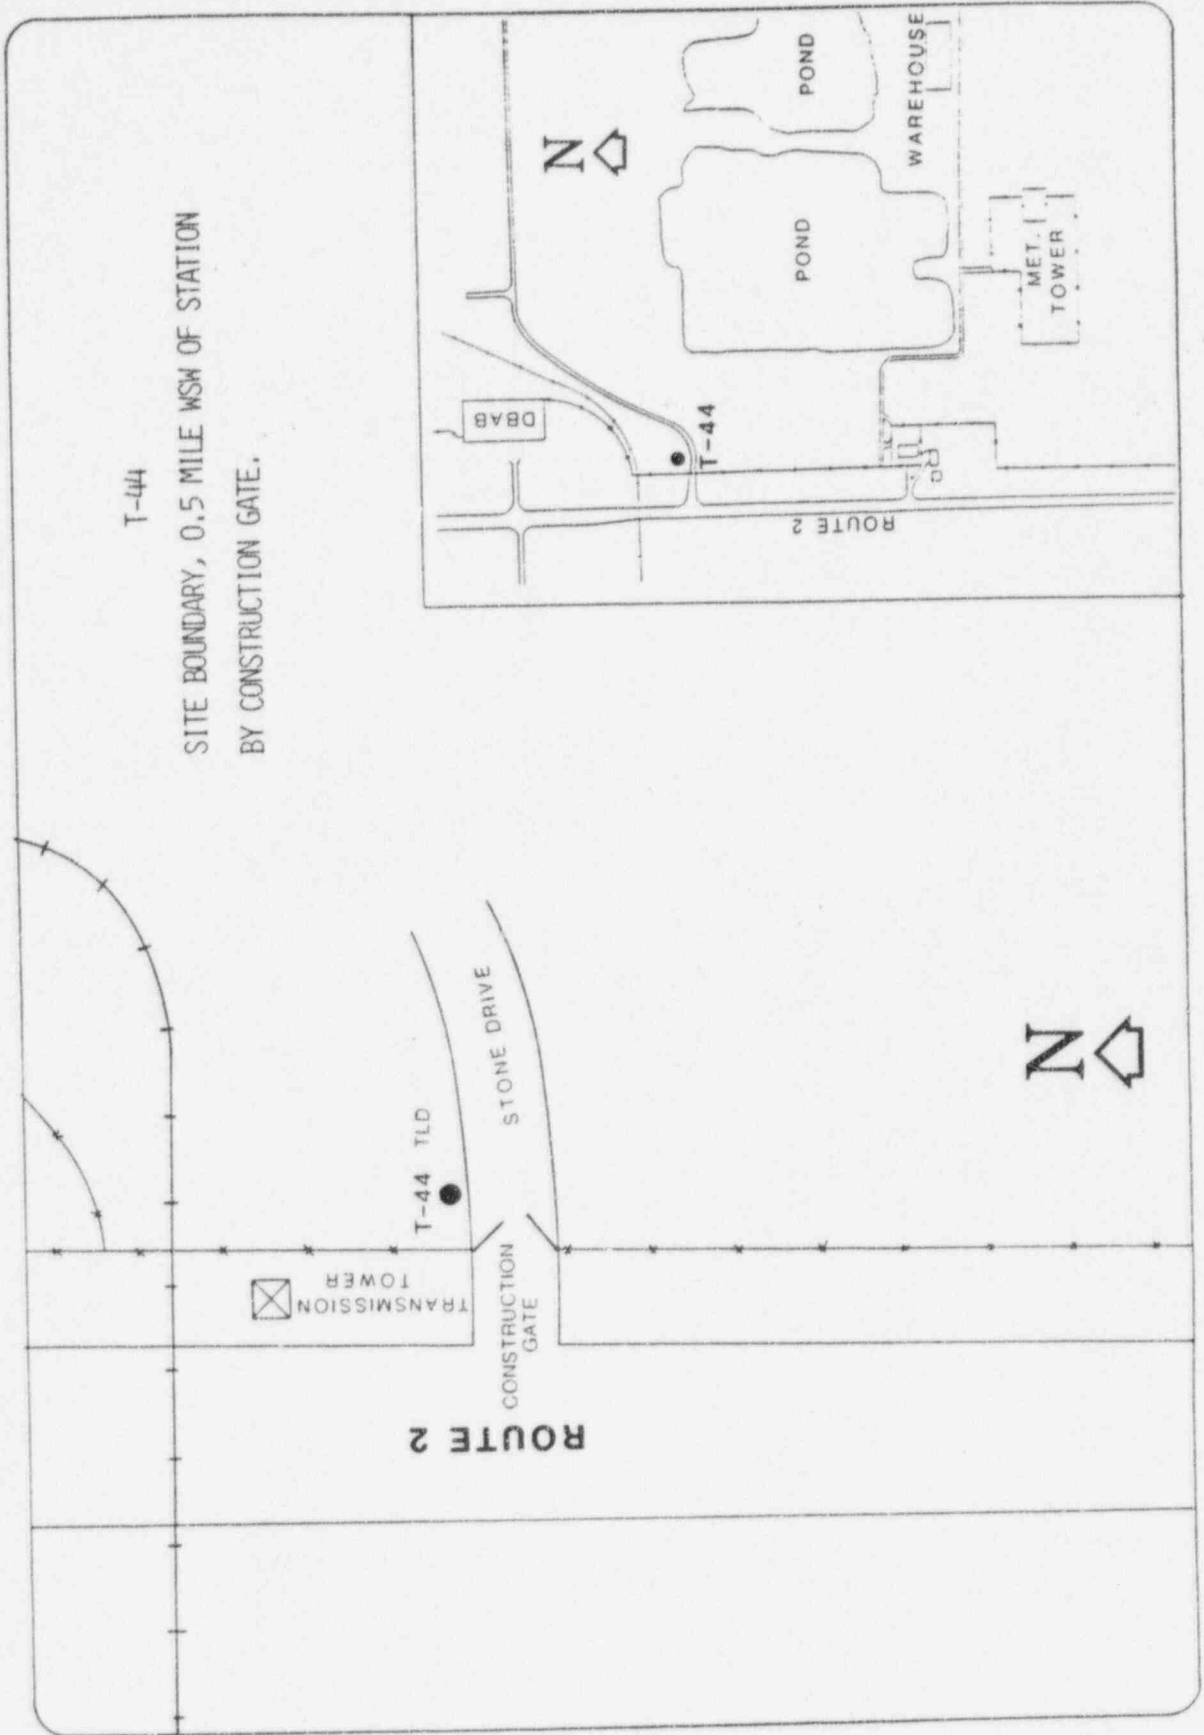 T-44
SITE BOUNDARY, 0.5 MILE WSW OF STATION
BY CONSTRUCTION GATE.
T-44 TLD
STONE DRIVE
TRANSMISSION
TOWER
CONSTRUCTION
GATE
ROUTE 2
N
N
DBAB
T-44
ROUTE 2
POND
POND
WAREHOUSE
MET.
TOWER